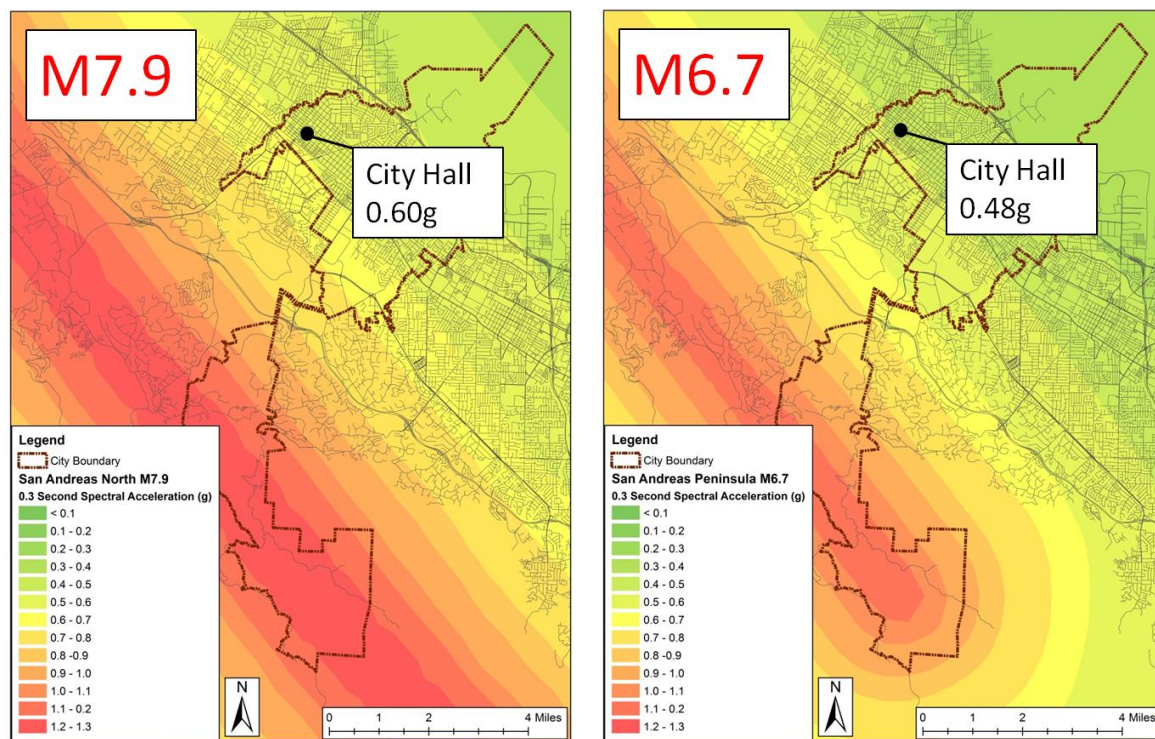 M7.9
City Hall
0.60g
Legend
City Boundary
San Andreas North M7.9
0.3 Second Spectral Acceleration (g)
< 0.1
0.1 - 0.2
0.2 - 0.3
0.3 - 0.4
0.4 - 0.5
0.5 - 0.6
0.6 - 0.7
0.7 - 0.8
0.8 -0.9
0.9 - 1.0
1.0 - 1.1
1.1 - 0.2
1.2 - 1.3
N
0 2 4 Miles
M6.7
City Hall
0.48g
Legend
City Boundary
San Andreas Peninsula M6.7
0.3 Second Spectral Acceleration (g)
< 0.1
0.1 - 0.2
0.2 - 0.3
0.3 - 0.4
0.4 - 0.5
0.5 - 0.6
0.6 - 0.7
0.7 - 0.8
0.8 -0.9
0.9 - 1.0
1.0 - 1.1
1.1 - 0.2
1.2 - 1.3
N
0 2 4 Miles